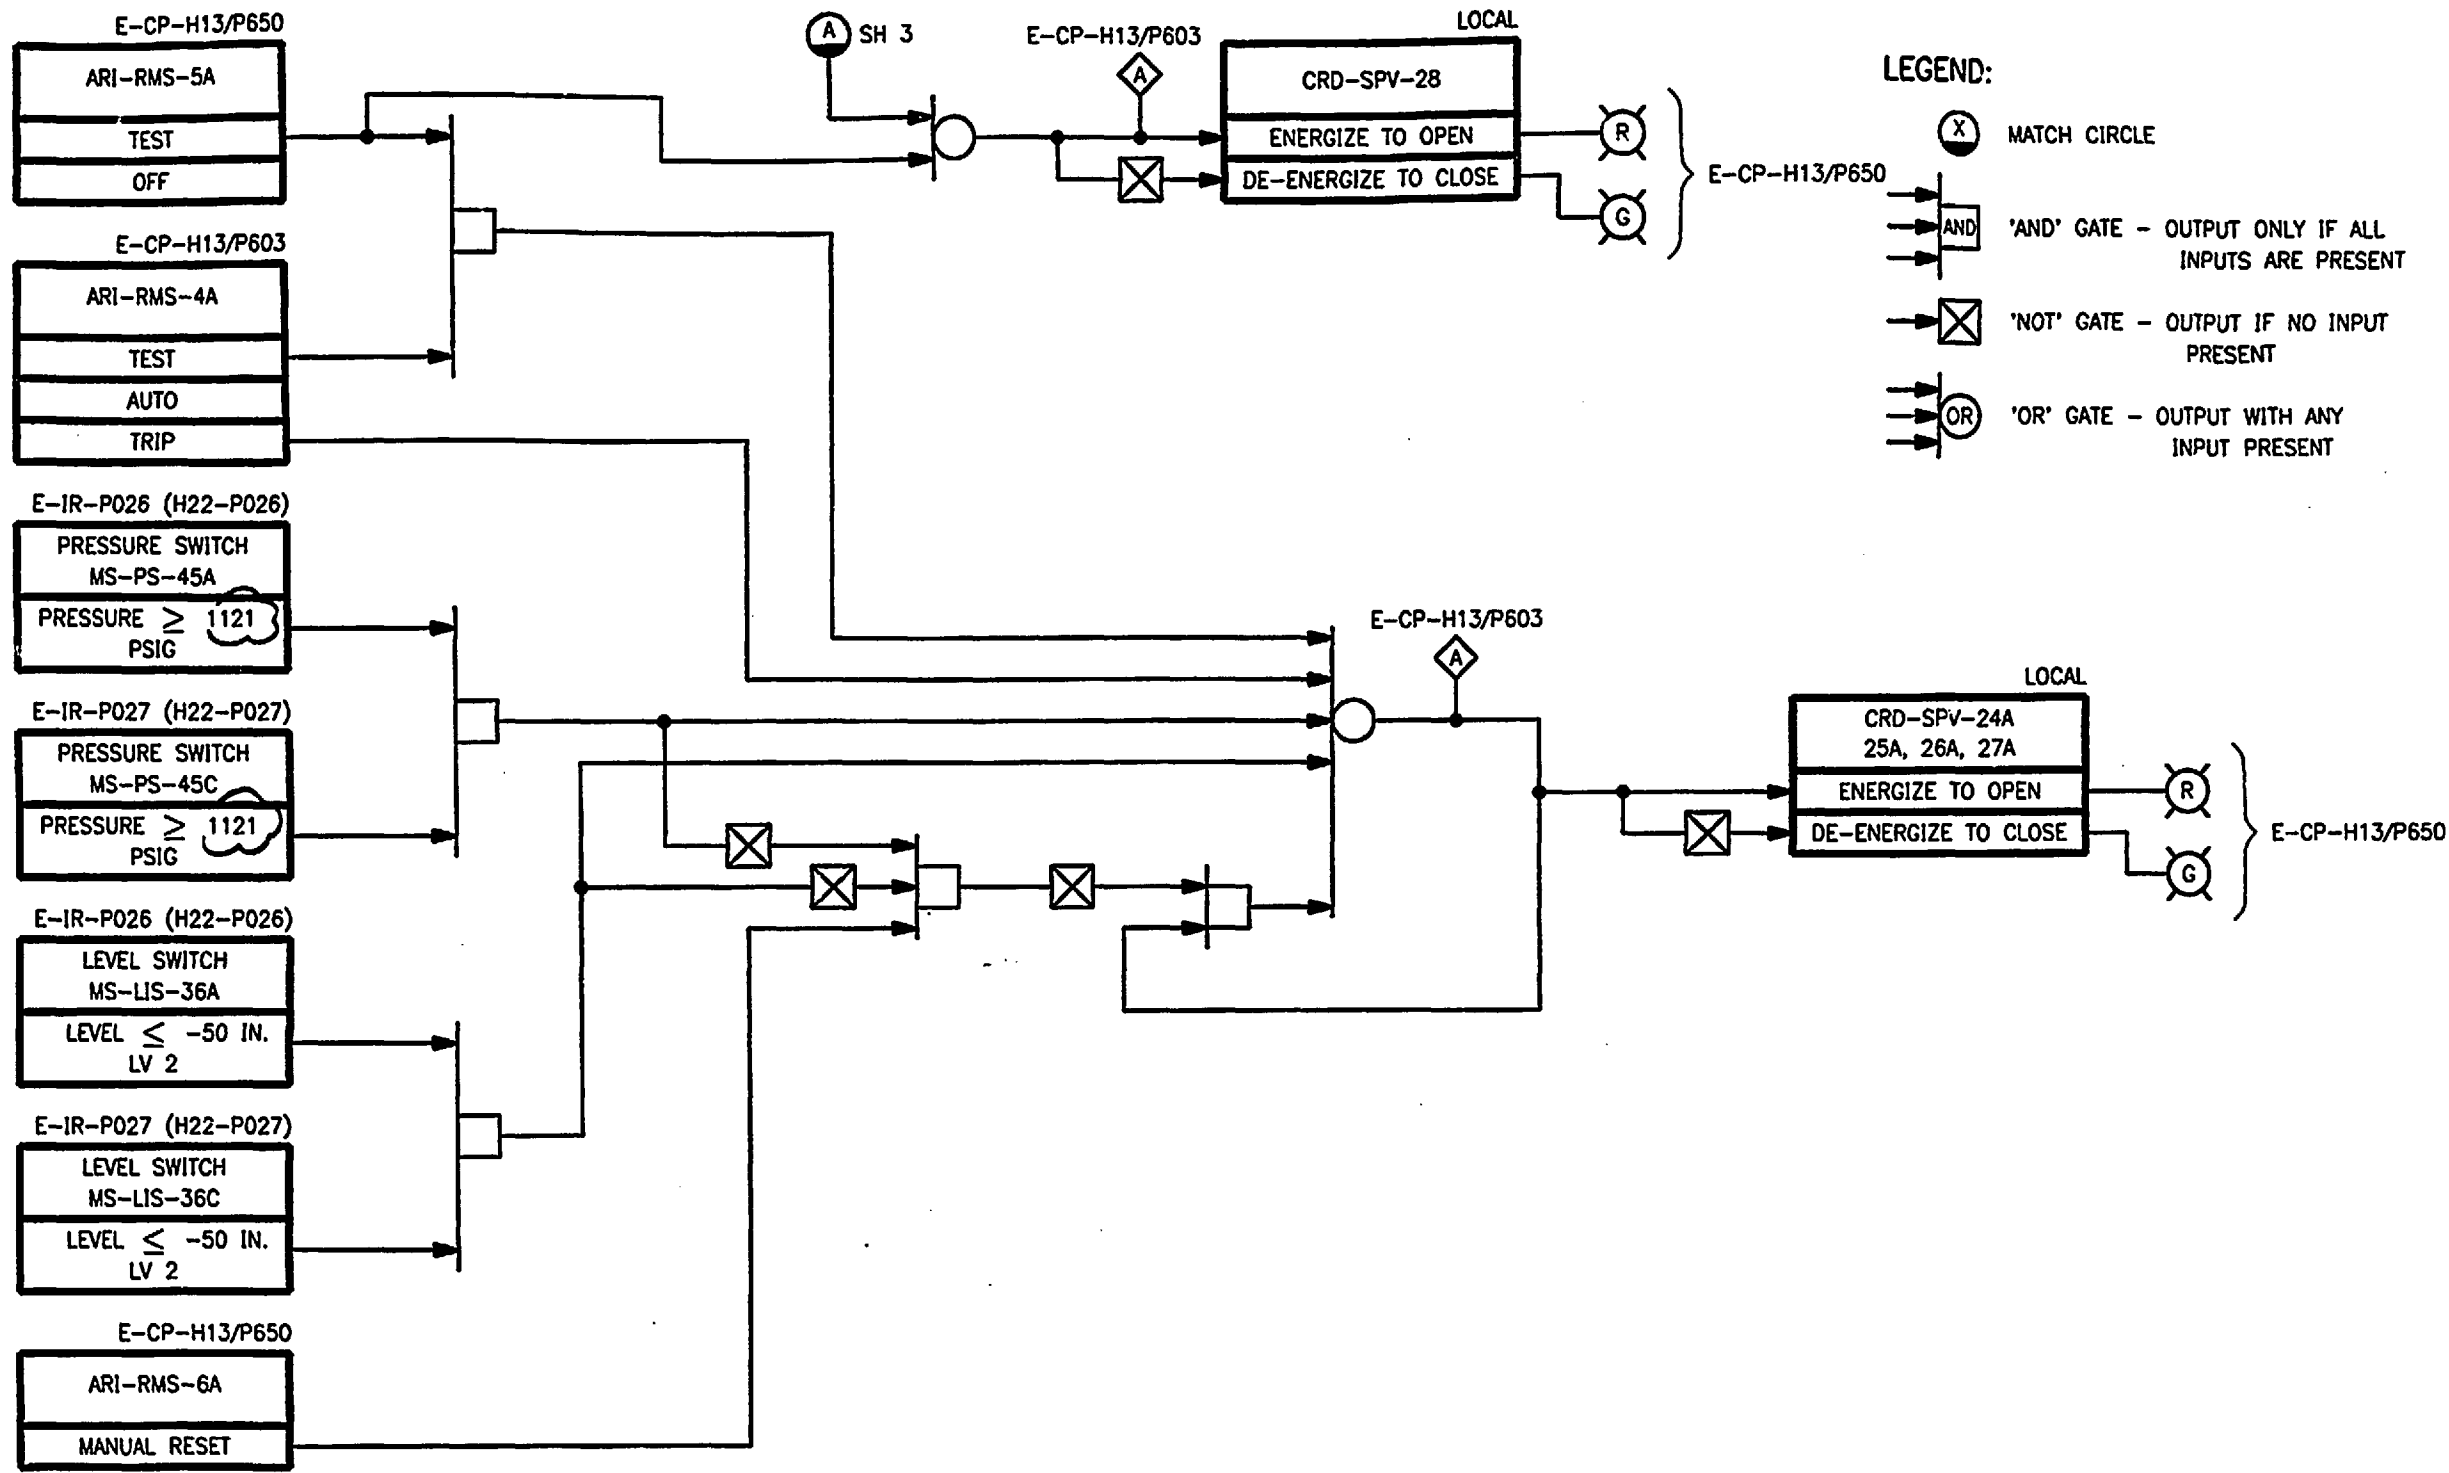 E-CP-H13/P650
ARI-RMS-5A
TEST
OFF
E-CP-H13/P603
ARI-RMS-4A
TEST
AUTO
TRIP
E-IR-P026 (H22-P026)
PRESSURE SWITCH
MS-PS-45A
PRESSURE ≥ 1121
PSIG
E-IR-P027 (H22-P027)
PRESSURE SWITCH
MS-PS-45C
PRESSURE ≥ 1121
PSIG
E-IR-P026 (H22-P026)
LEVEL SWITCH
MS-LIS-36A
LEVEL ≤ -50 IN.
LV 2
E-IR-P027 (H22-P027)
LEVEL SWITCH
MS-LIS-36C
LEVEL ≤ -50 IN.
LV 2
E-CP-H13/P650
ARI-RMS-6A
MANUAL RESET
A SH 3
E-CP-H13/P603
A
LOCAL
CRD-SPV-28
ENERGIZE TO OPEN
DE-ENERGIZE TO CLOSE
R
G
E-CP-H13/P650
E-CP-H13/P603
A
LOCAL
CRD-SPV-24A
25A, 26A, 27A
ENERGIZE TO OPEN
DE-ENERGIZE TO CLOSE
R
G
E-CP-H13/P650
LEGEND:
X MATCH CIRCLE
AND 'AND' GATE - OUTPUT ONLY IF ALL
INPUTS ARE PRESENT
'NOT' GATE - OUTPUT IF NO INPUT
PRESENT
OR 'OR' GATE - OUTPUT WITH ANY
INPUT PRESENT